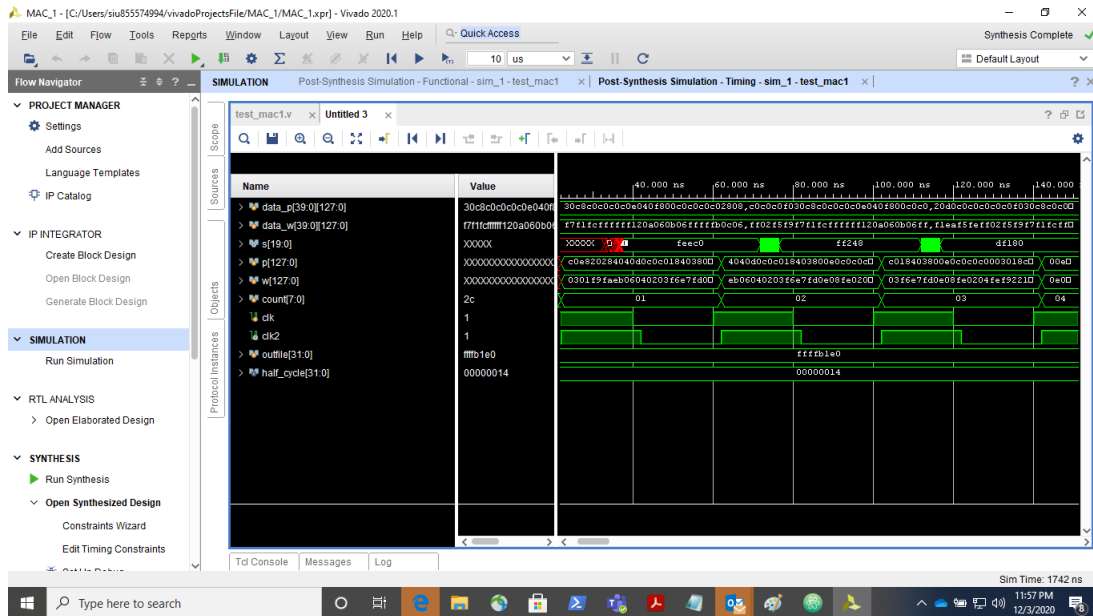 MAC_1 - [C:/Users/siu855574994/vivadoProjectsFile/MAC_1/MAC_1.xpr] - Vivado 2020.1
File Edit Flow Tools Reports Window Layout View Run Help Quick Access Synthesis Complete
10 us Default Layout
Flow Navigator SIMULATION Post-Synthesis Simulation - Functional - sim_1 - test_mac1 Post-Synthesis Simulation - Timing - sim_1 - test_mac1
PROJECT MANAGER
Settings
Add Sources
Language Templates
IP Catalog
IP INTEGRATOR
Create Block Design
Open Block Design
Generate Block Design
SIMULATION
Run Simulation
RTL ANALYSIS
Open Elaborated Design
SYNTHESIS
Run Synthesis
Open Synthesized Design
Constraints Wizard
Edit Timing Constraints
Scope
Sources
Objects
Protocol Instances
test_mac1.v Untitled 3
Name Value 40.000 ns 60.000 ns 80.000 ns 100.000 ns 120.000 ns 140.000
data_p[39:0][127:0] 30c8c0c0c0e040f8
data_w[39:0][127:0]
s[19:0] XXXXX XXXXX feec0 ff248 df180
p[127:0]
w[127:0]
count[7:0] 2c 01 02 03 04
clk 1
clk2 1
outfile[31:0] ffffb1e0 ffffb1e0
half_cycle[31:0] 00000014 00000014
Tcl Console Messages Log
Sim Time: 1742 ns
Type here to search
11:57 PM
12/3/2020